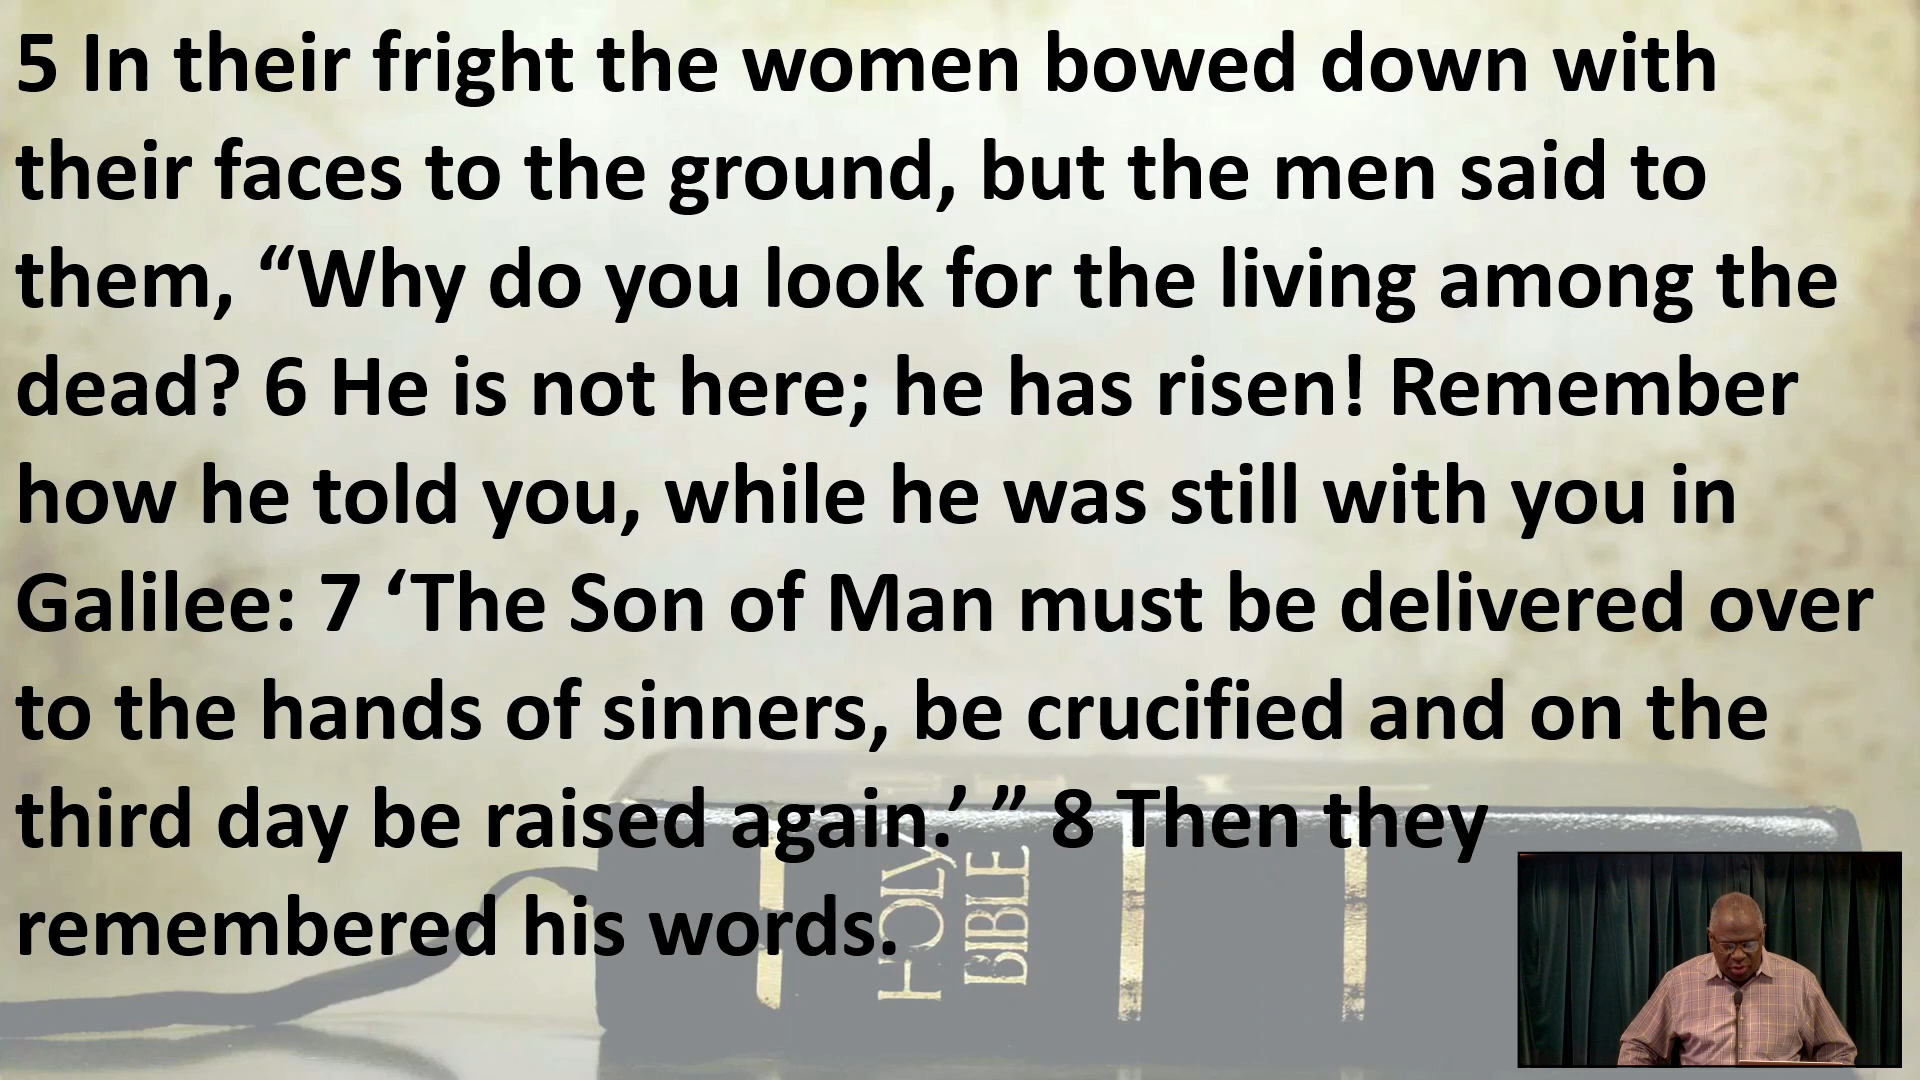 5 In their fright the women bowed down with
their faces to the ground, but the men said to
them, “Why do you look for the living among the
dead? 6 He is not here; he has risen! Remember
how he told you, while he was still with you in
Galilee: 7 ‘The Son of Man must be delivered over
to the hands of sinners, be crucified and on the
third day be raised again.’ ” 8 Then they
remembered his words.
HOLY
BIBLE